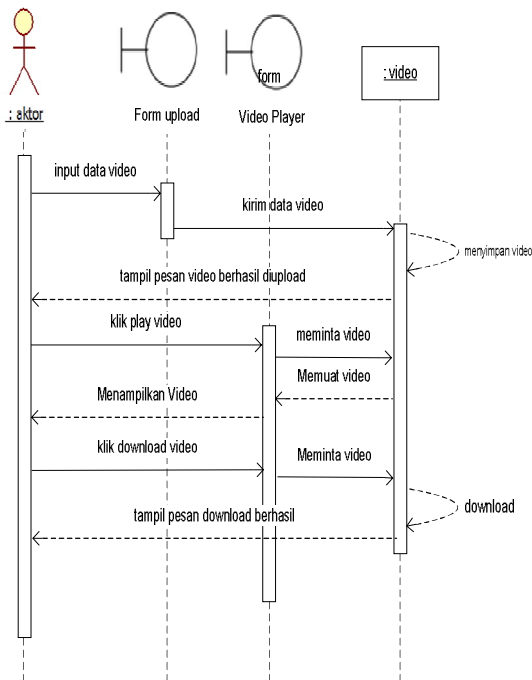 form
: video
: aktor
Form upload
Video Player
input data video
kirim data video
menyimpan video
tampil pesan video berhasil diupload
klik play video
meminta video
Memuat video
Menampilkan Video
klik download video
Meminta video
download
tampil pesan download berhasil